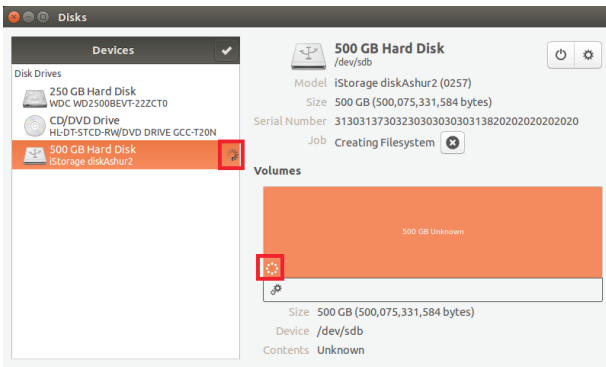 Disks
Devices
Disk Drives
250 GB Hard Disk
WDC WD2500BEVT-22ZCT0
CD/DVD Drive
HL-DT-STCD-RW/DVD DRIVE GCC-T20N
500 GB Hard Disk
iStorage diskAshur2
500 GB Hard Disk
/dev/sdb
Model iStorage diskAshur2 (0257)
Size 500 GB (500,075,331,584 bytes)
Serial Number 3130313730323030303030313820202020202020
Job Creating Filesystem
Volumes
500 GB Unknown
Size 500 GB (500,075,331,584 bytes)
Device /dev/sdb
Contents Unknown